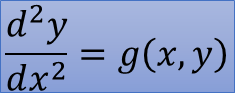 d²y/dx² = g(x, y)